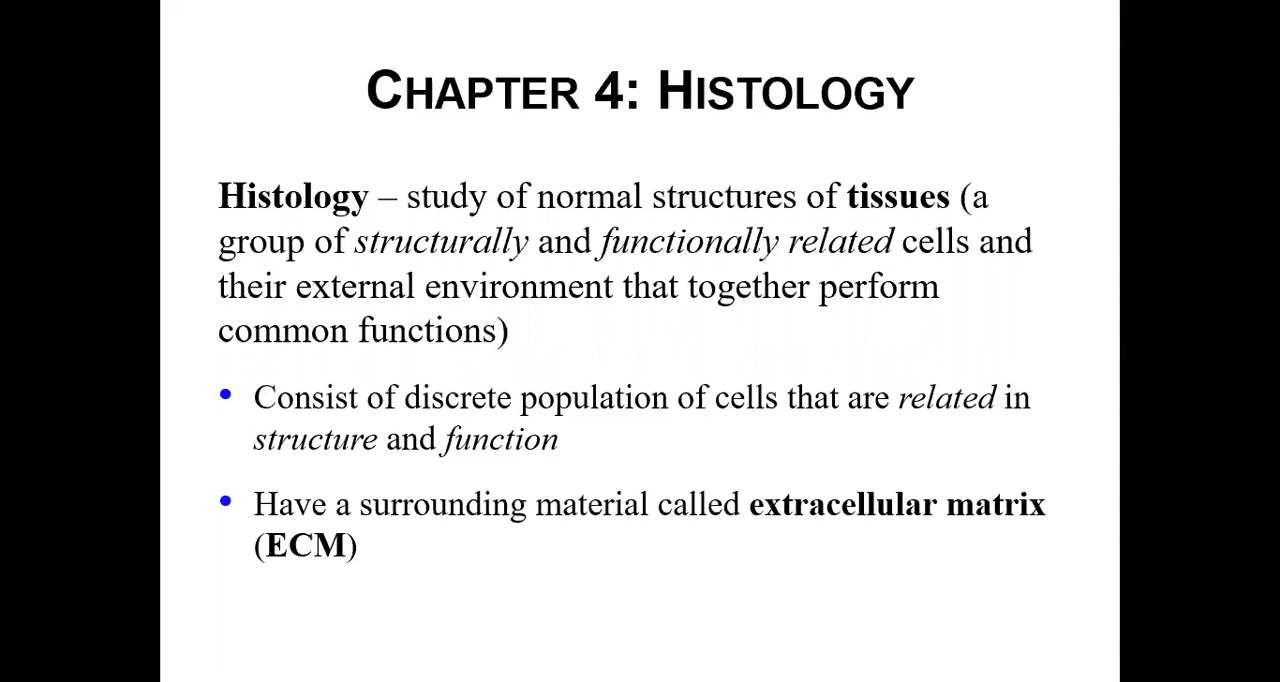 CHAPTER 4: HISTOLOGY
Histology – study of normal structures of tissues (a
group of structurally and functionally related cells and
their external environment that together perform
common functions)
• Consist of discrete population of cells that are related in
structure and function
• Have a surrounding material called extracellular matrix
(ECM)